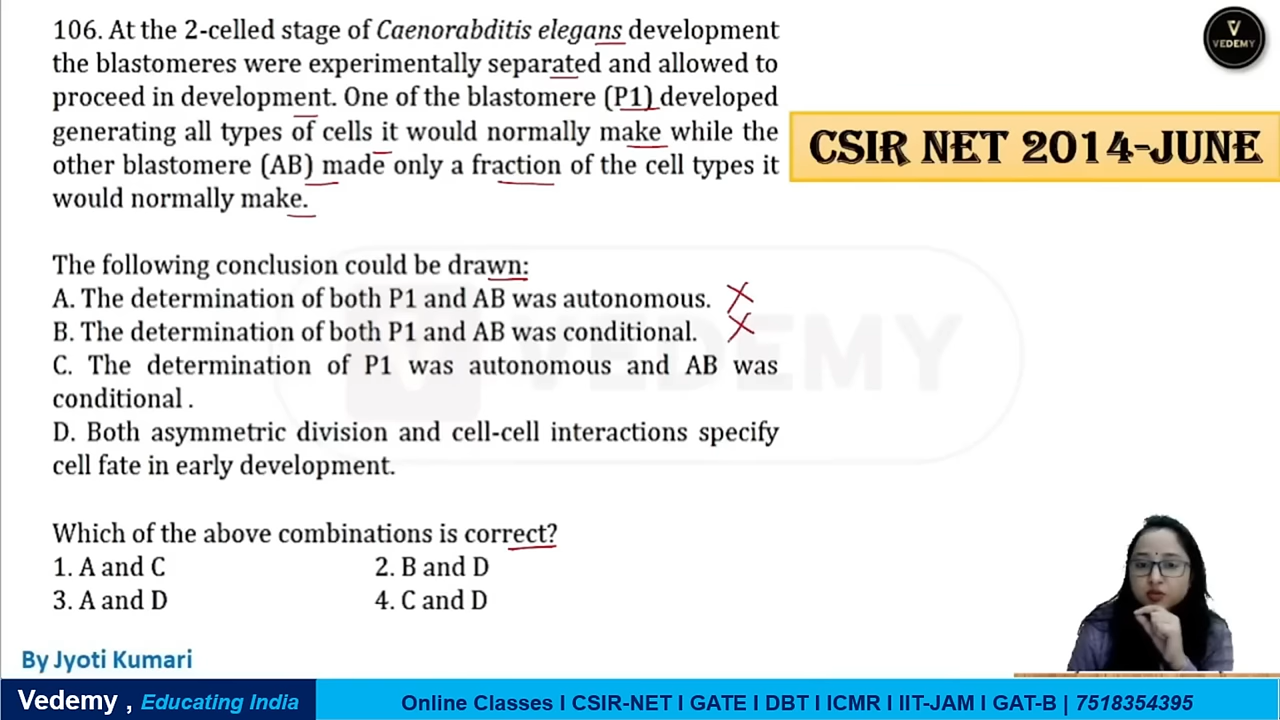 106. At the 2-celled stage of Caenorabditis elegans development
the blastomeres were experimentally separated and allowed to
proceed in development. One of the blastomere (P1) developed
generating all types of cells it would normally make while the
other blastomere (AB) made only a fraction of the cell types it
would normally make.
The following conclusion could be drawn:
A. The determination of both P1 and AB was autonomous.
B. The determination of both P1 and AB was conditional.
C. The determination of P1 was autonomous and AB was
conditional .
D. Both asymmetric division and cell-cell interactions specify
cell fate in early development.
Which of the above combinations is correct?
1. A and C 2. B and D
3. A and D 4. C and D
V
VEDEMY
CSIR NET 2014-JUNE
VEDEMY
By Jyoti Kumari
Vedemy , Educating India
Online Classes I CSIR-NET I GATE I DBT I ICMR I IIT-JAM I GAT-B | 7518354395